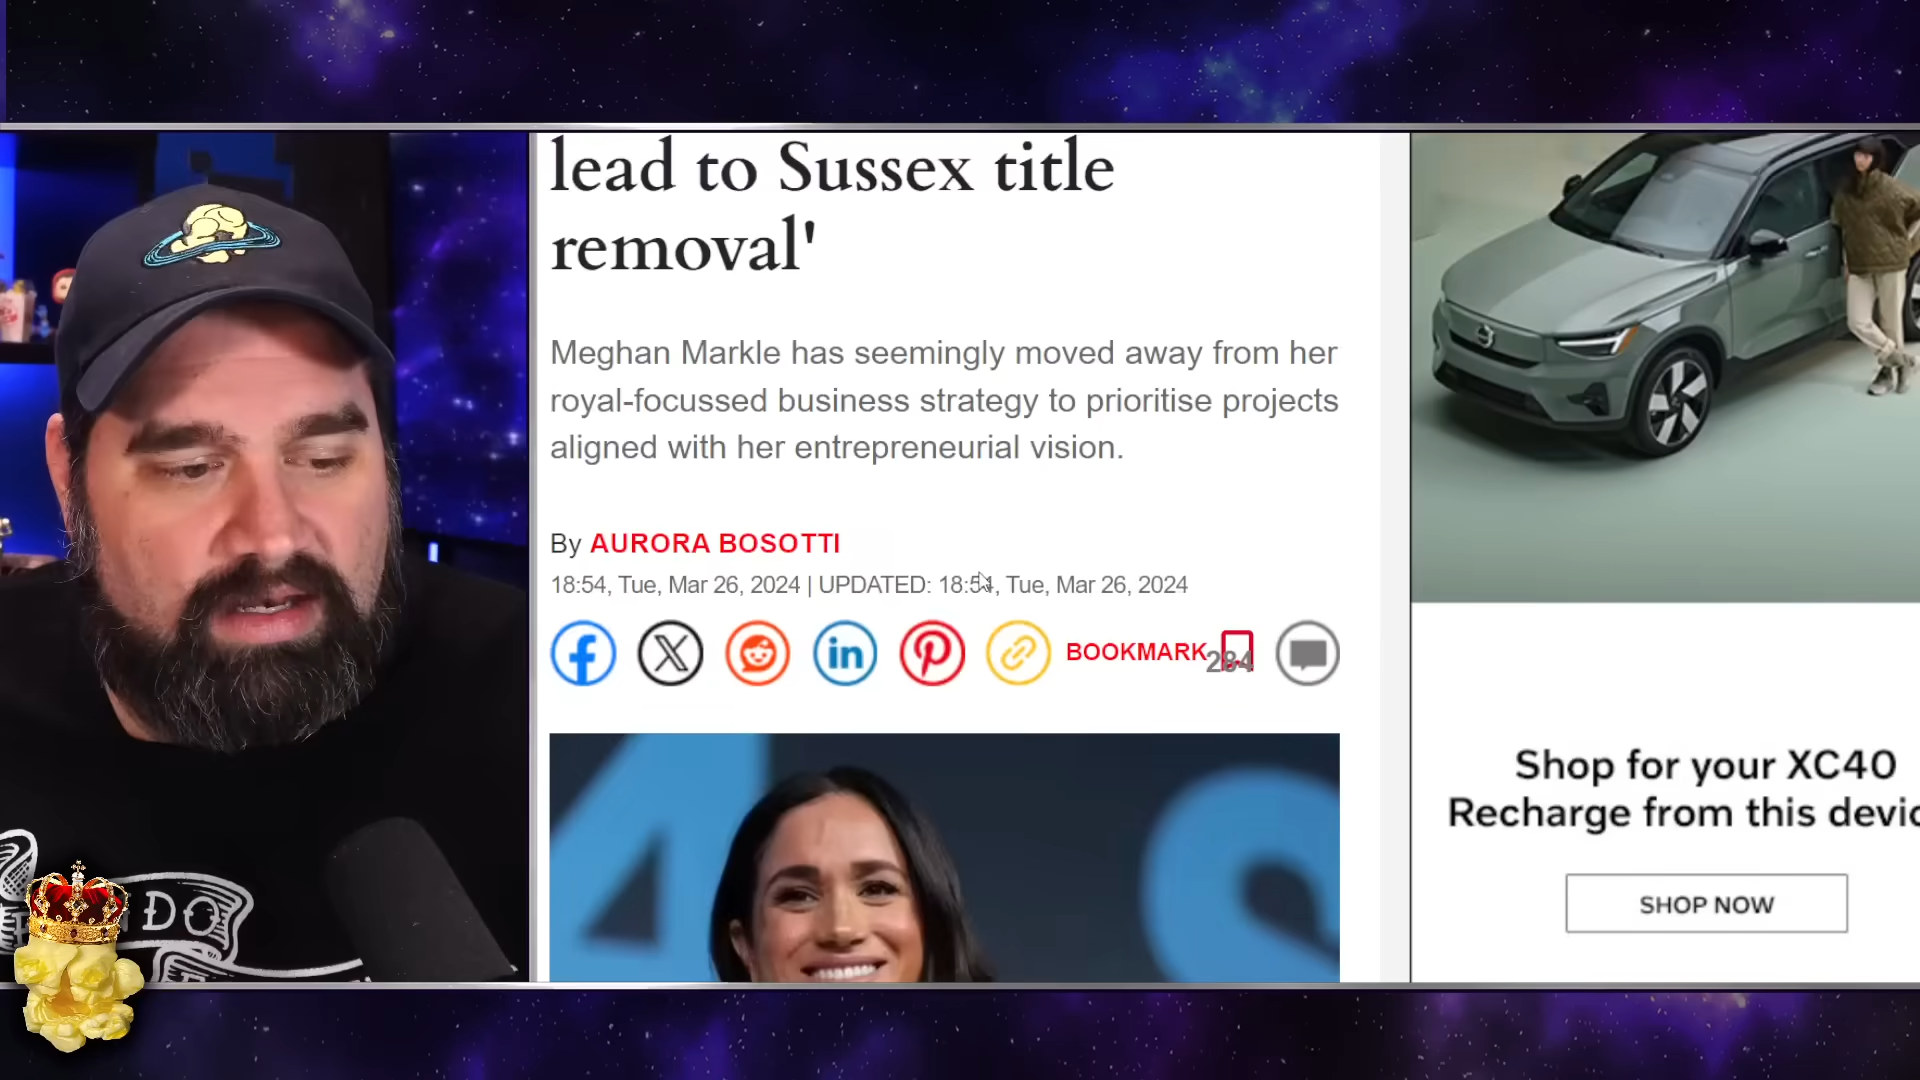 lead to Sussex title
removal'
Meghan Markle has seemingly moved away from her
royal-focussed business strategy to prioritise projects
aligned with her entrepreneurial vision.
By AURORA BOSOTTI
18:54, Tue, Mar 26, 2024 | UPDATED: 18:54, Tue, Mar 26, 2024
BOOKMARK
284
Shop for your XC40
Recharge from this
SHOP NOW